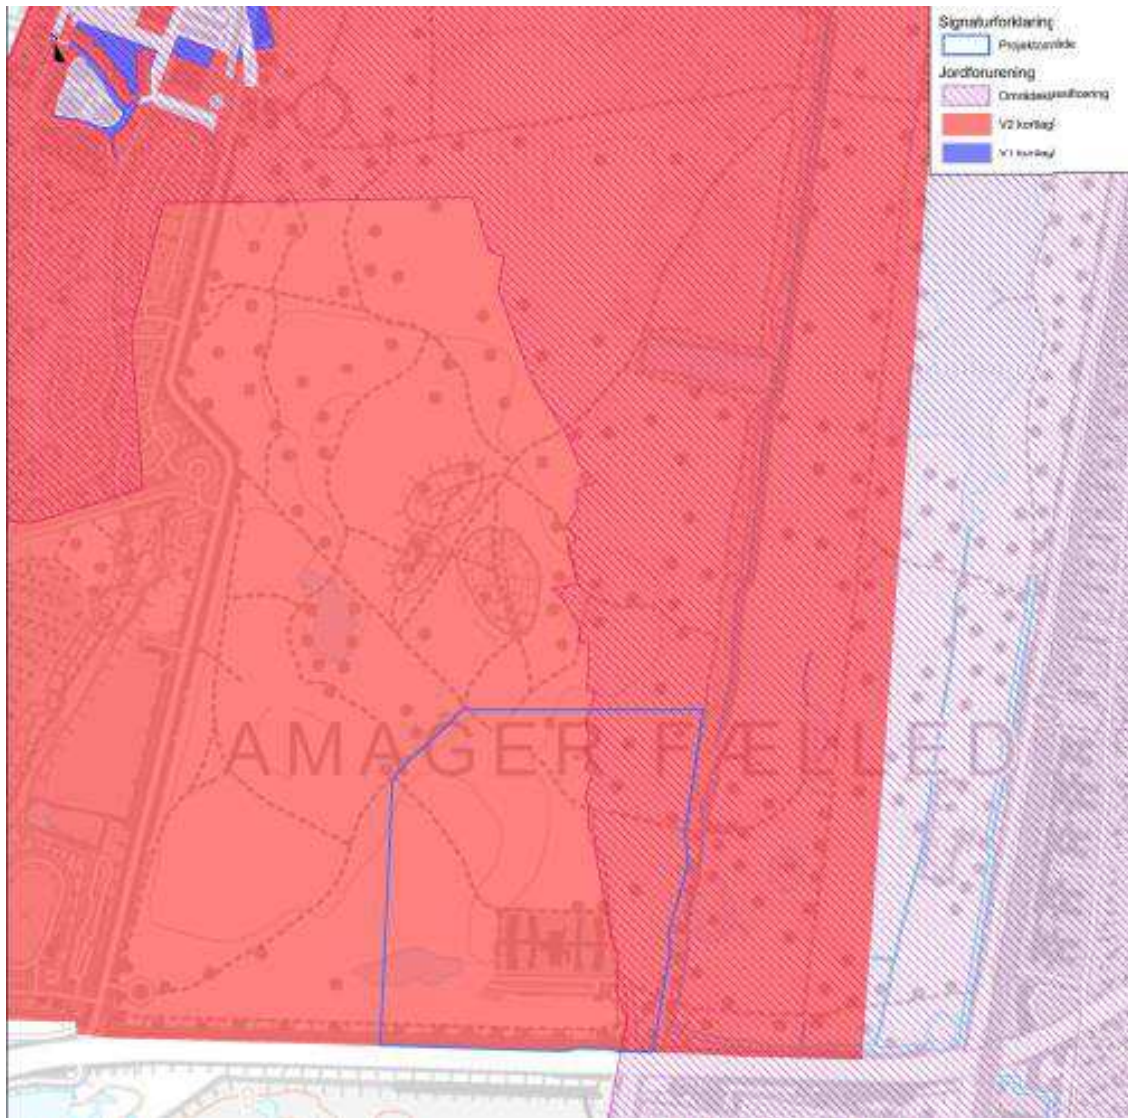 Signaturforklaring
Projektområde
Jordforurening
V2 kortlagt
V1 kortlagt
AMAGER FÆLLED